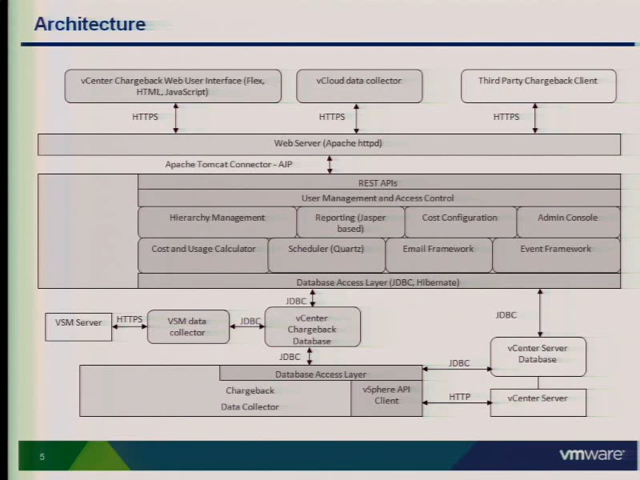 Architecture
vCenter Chargeback Web User Interface (Flex,
HTML, JavaScript)
vCloud data collector
Third Party Chargeback Client
HTTPS
HTTPS
HTTPS
Web Server (Apache httpd)
Apache Tomcat Connector - AJP
REST APIs
User Management and Access Control
Hierarchy Management
Reporting (Jasper
based)
Cost Configuration
Admin Console
Cost and Usage Calculator
Scheduler (Quartz)
Email Framework
Event Framework
Database Access Layer (JDBC, Hibernate)
JDBC
JDBC
VSM Server
HTTPS
VSM data
collector
JDBC
vCenter
Chargeback
Database
JDBC
vCenter Server
Database
Database Access Layer
JDBC
Chargeback
Data Collector
vSphere API
Client
HTTP
vCenter Server
5
vmware